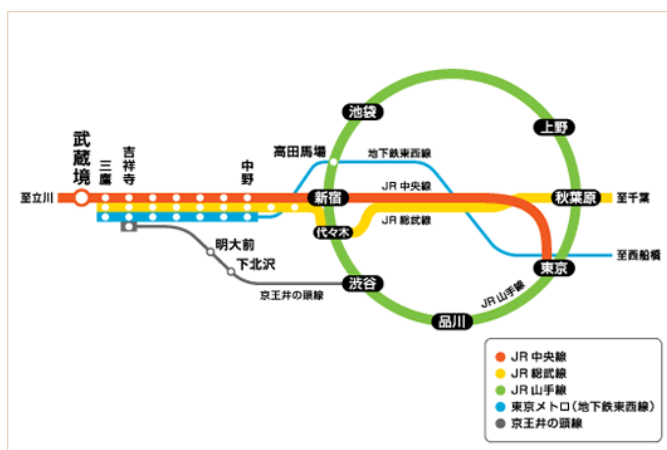 池袋
上野
武蔵境
三鷹
吉祥寺
中野
高田馬場
地下鉄東西線
JR 中央線
至立川
新宿
秋葉原
至千葉
代々木
JR 総武線
明大前
下北沢
至西船橋
東京
京王井の頭線
渋谷
JR 山手線
品川
JR 中央線
JR 総武線
JR 山手線
東京メトロ(地下鉄東西線)
京王井の頭線